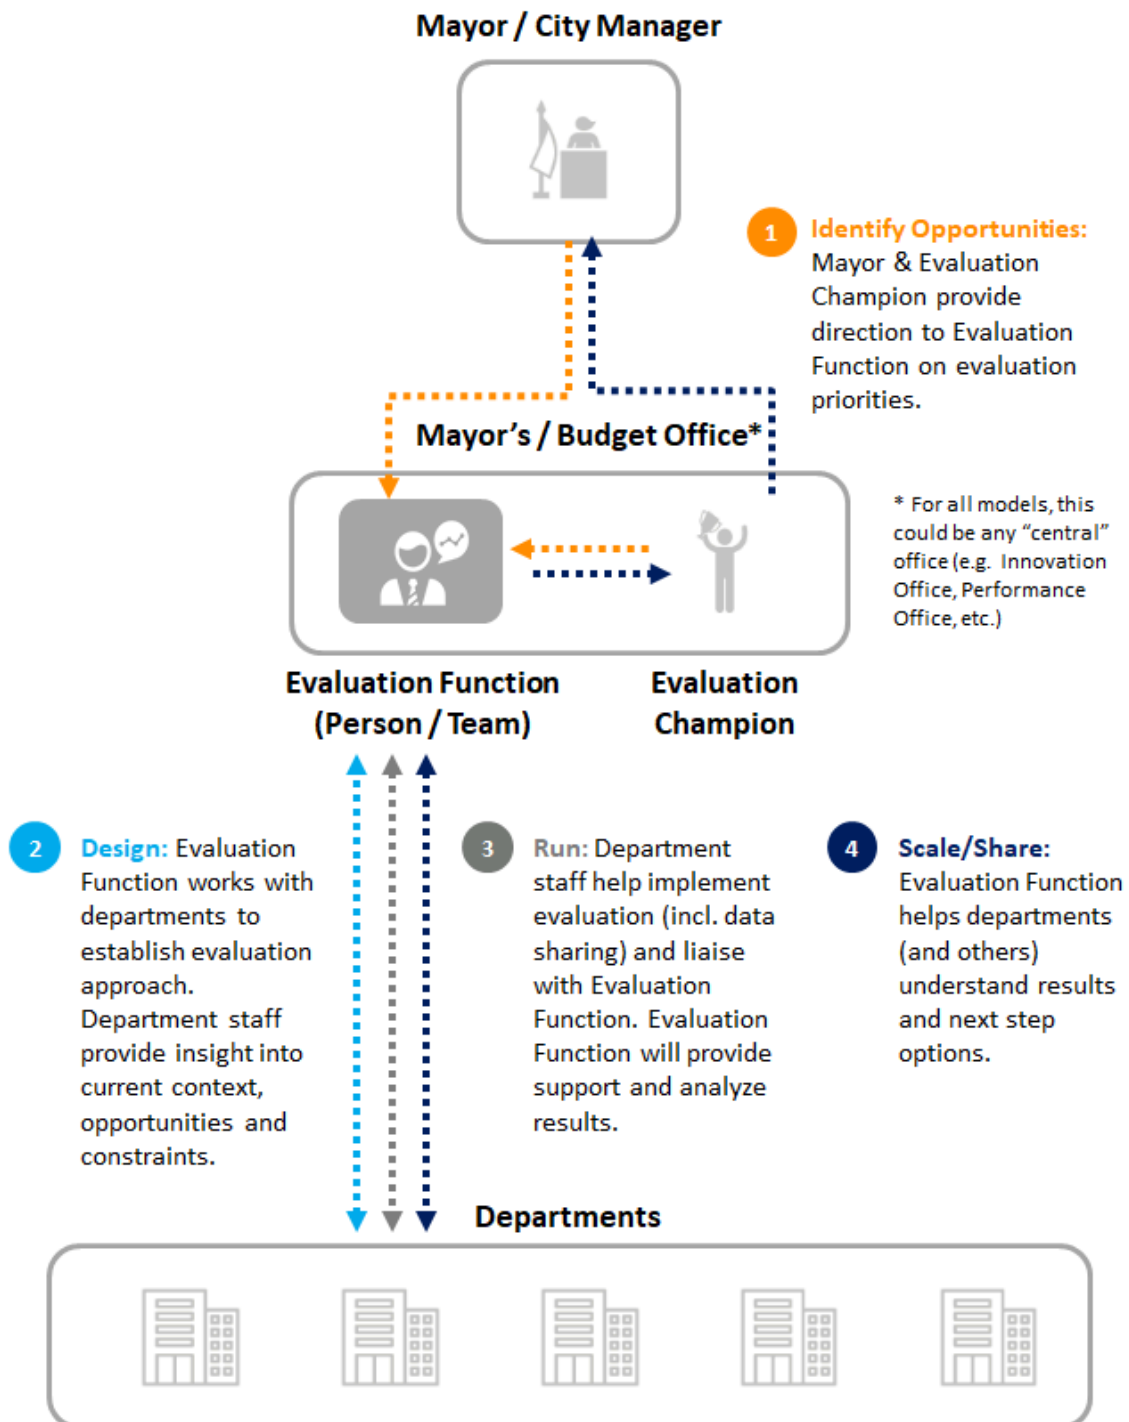 Mayor / City Manager
1
Identify Opportunities:
Mayor & Evaluation
Champion provide
direction to Evaluation
Function on evaluation
priorities.
Mayor's / Budget Office*
* For all models, this
could be any "central"
office (e.g. Innovation
Office, Performance
Office, etc.)
Evaluation Function
(Person / Team)
Evaluation
Champion
2
Design: Evaluation
Function works with
departments to
establish evaluation
approach.
Department staff
provide insight into
current context,
opportunities and
constraints.
3
Run: Department
staff help implement
evaluation (incl. data
sharing) and liaise
with Evaluation
Function. Evaluation
Function will provide
support and analyze
results.
4
Scale/Share:
Evaluation Function
helps departments
(and others)
understand results
and next step
options.
Departments